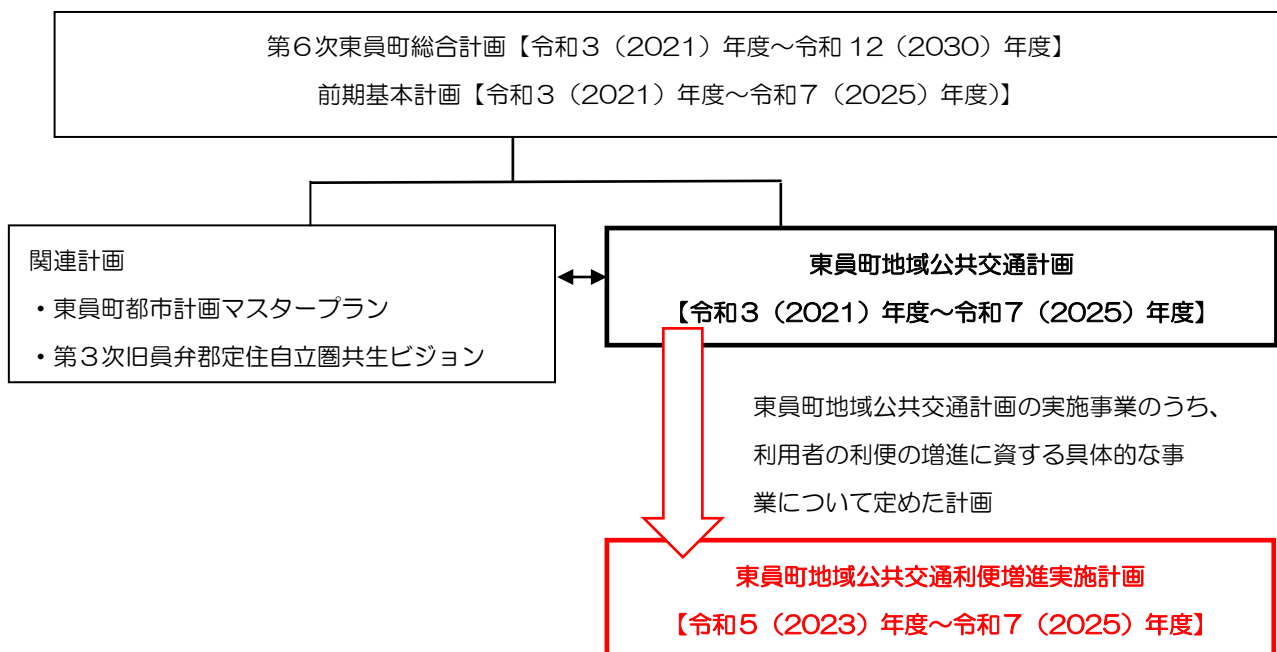 第６次東員町総合計画【令和３（2021）年度～令和 12（2030）年度】
前期基本計画【令和３（2021）年度～令和７（2025）年度)】
関連計画
・東員町都市計画マスタープラン
・第３次旧員弁郡定住自立圏共生ビジョン
東員町地域公共交通計画
【令和３（2021）年度～令和７（2025）年度】
東員町地域公共交通計画の実施事業のうち、
利用者の利便の増進に資する具体的な事
業について定めた計画
東員町地域公共交通利便増進実施計画
【令和５（2023）年度～令和７（2025）年度】